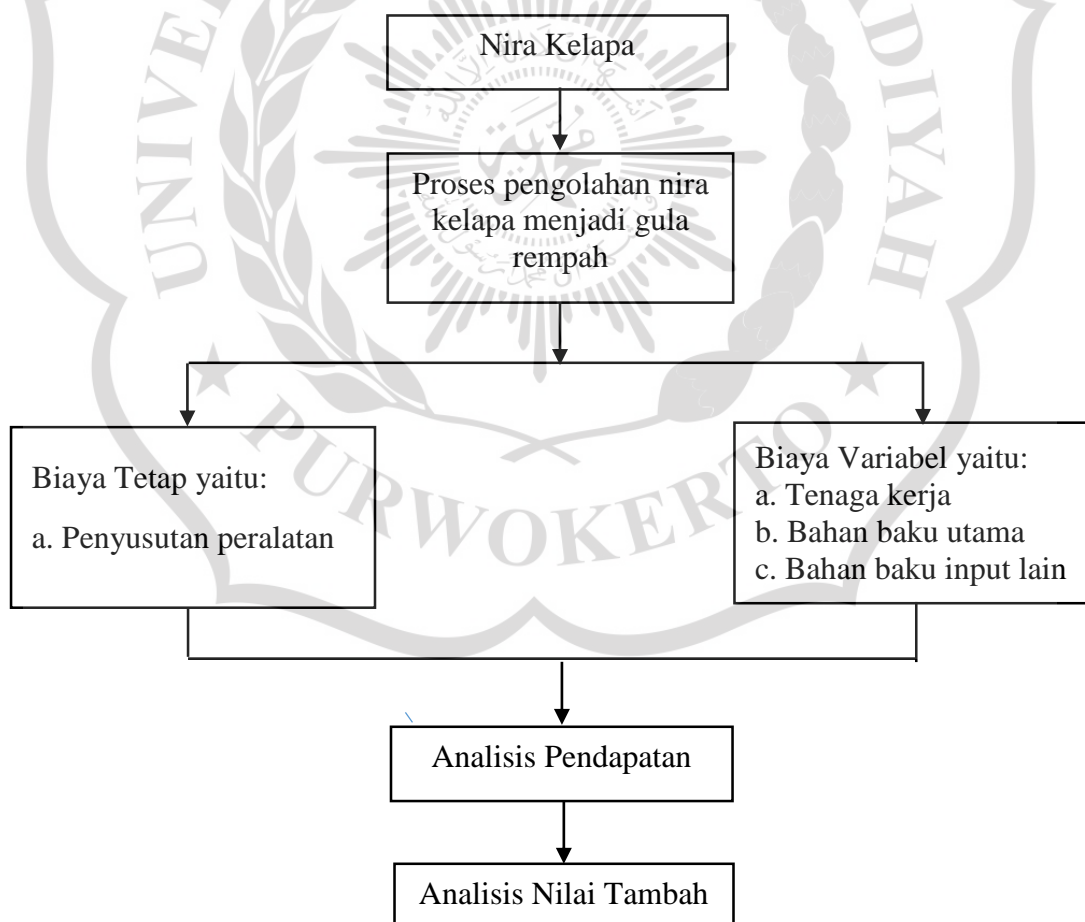 Nira Kelapa
Proses pengolahan nira
kelapa menjadi gula
rempah
Biaya Tetap yaitu:
a. Penyusutan peralatan
Biaya Variabel yaitu:
a. Tenaga kerja
b. Bahan baku utama
c. Bahan baku input lain
Analisis Pendapatan
Analisis Nilai Tambah
PURWOKERTO